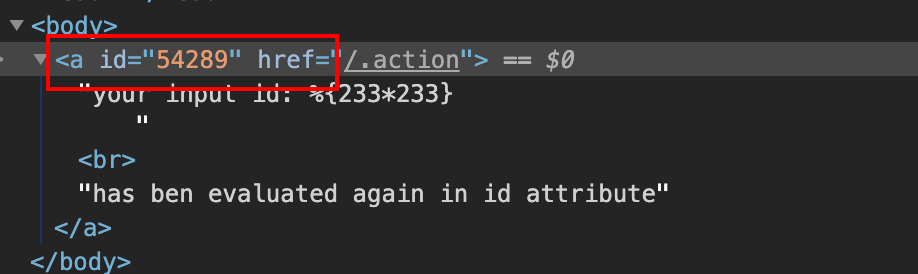 ▼<body>
▼<a id="54289" href="/.action"> == $0
"your input id: %{233*233}
"
<br>
"has ben evaluated again in id attribute"
</a>
</body>